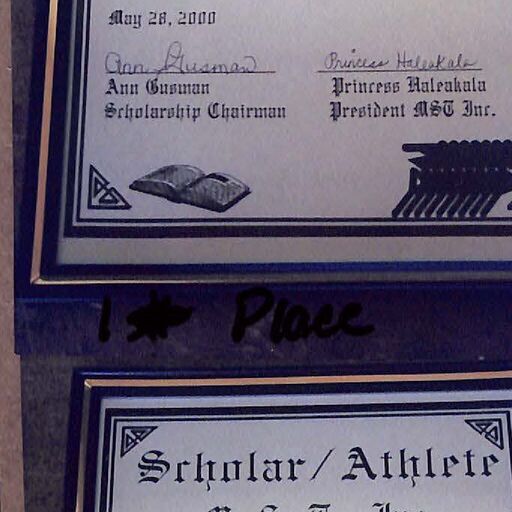 May 28, 2000
Ann Gusman Princess Haleakala
Ann Gusman Princess Haleakala
Scholarship Chairman President MST Inc.
1st Place
Scholar/Athlete